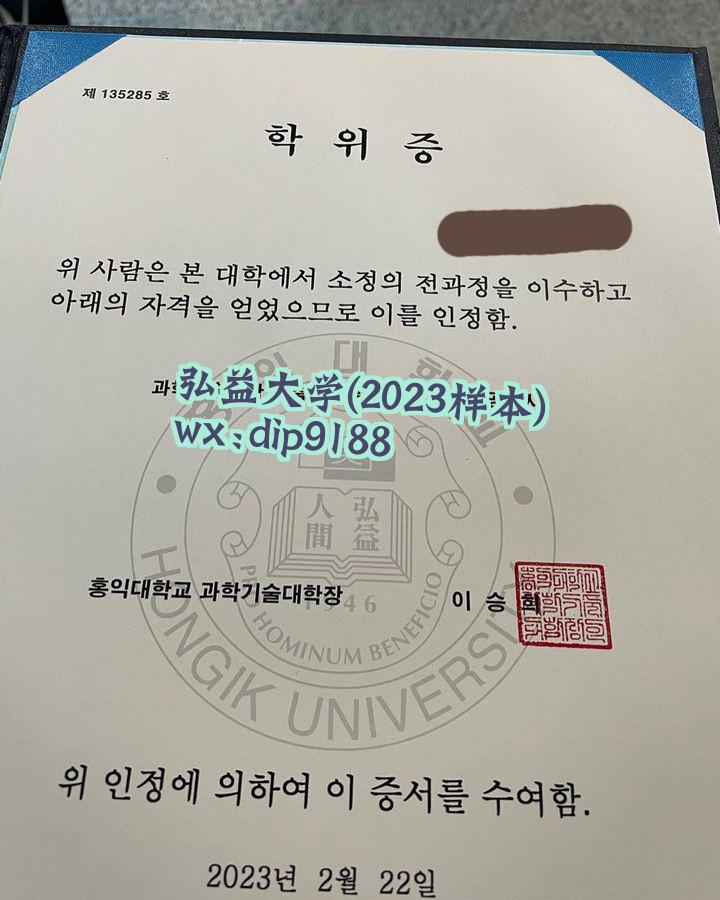 제 135285 호
학 위 증
위 사람은 본 대학에서 소정의 전과정을 이수하고
아래의 자격을 얻었으므로 이를 인정함.
弘益大学(2023样本)
wx:dip9188
人 弘
間 益
홍익대학교 과학기술대학장 이 승 희
1946
PRO HOMINUM BENEFICIO
HONGIK UNIVERSITY
위 인정에 의하여 이 증서를 수여함.
2023년 2월 22일